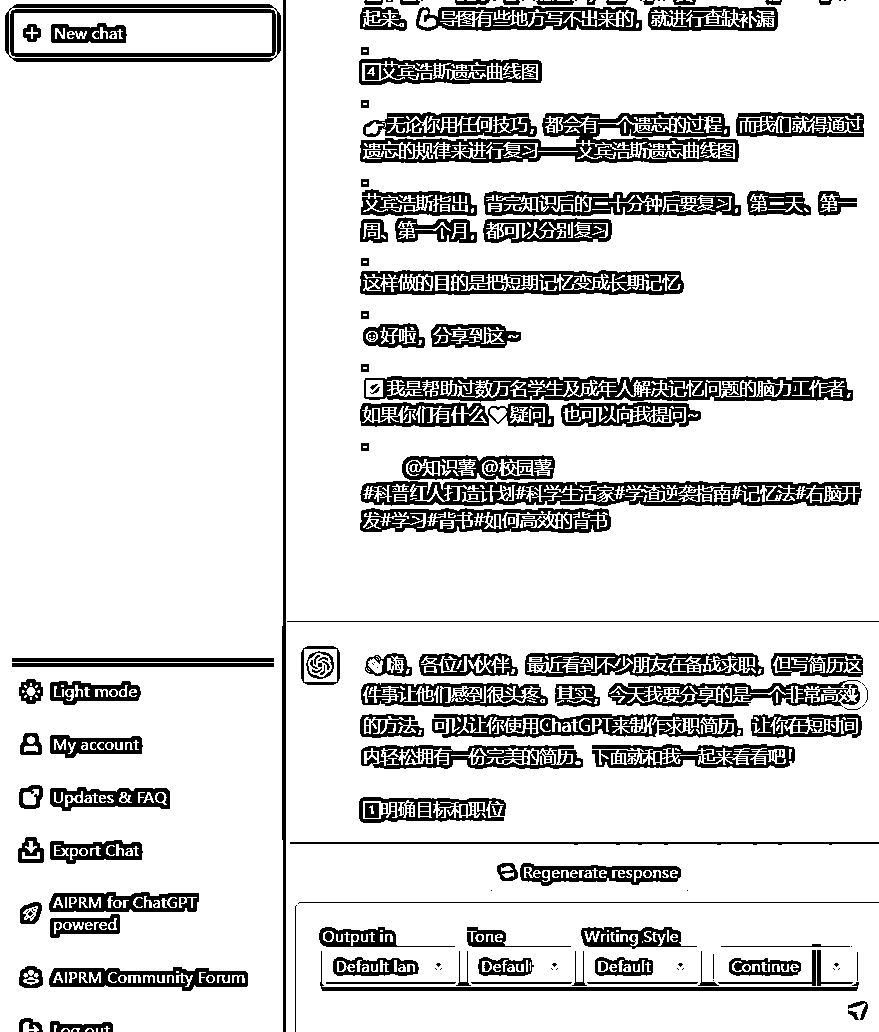 New chat
起来。💪导图有些地方写不出来的，就进行查缺补漏
4️⃣艾宾浩斯遗忘曲线图
👉无论你用任何技巧，都会有一个遗忘的过程，而我们就得通过
遗忘的规律来进行复习——艾宾浩斯遗忘曲线图
艾宾浩斯指出，背完知识后的二十分钟后要复习，第二天、第一
周、第一个月，都可以分别复习
这样做的目的是把短期记忆变成长期记忆
好啦，分享到这~
我是帮助过数万名学生及成年人解决记忆问题的脑力工作者，
如果你们有什么疑问，也可以向我提问~
@知识薯 @校园薯
#科普红人打造计划#科学生活家#学渣逆袭指南#记忆法#右脑开
发#学习#背书#如何高效的背书
👋嗨，各位小伙伴，最近看到不少朋友在备战求职，但写简历这
件事让他们感到很头疼。其实，今天我要分享的是一个非常高效
的方法，可以让你使用ChatGPT来制作求职简历，让你在短时间
内轻松拥有一份完美的简历。下面就和我一起来看看吧！
1️⃣明确目标和职位
Light mode
My account
Updates & FAQ
Export Chat
AIPRM for ChatGPT
powered
AIPRM Community Forum
Log out
Regenerate response
Output in Tone Writing Style
Default lan Default Default Continue